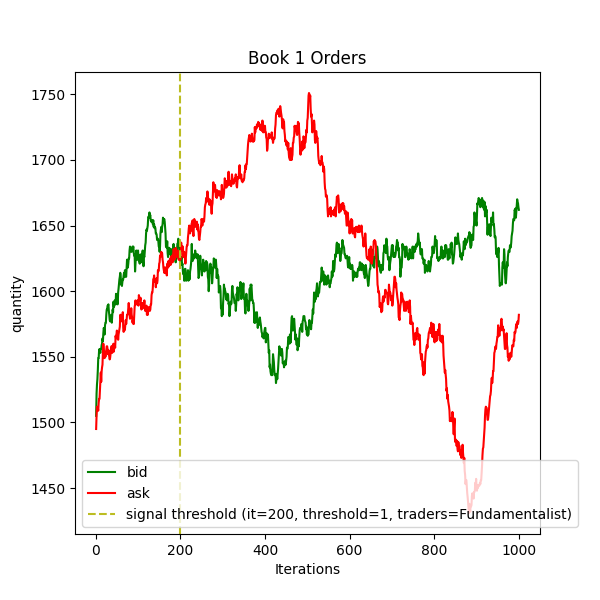 Book 1 Orders
quantity
1750
1700
1650
1600
1550
1500
1450
bid
ask
signal threshold (it=200, threshold=1, traders=Fundamentalist)
0 200 400 600 800 1000
Iterations